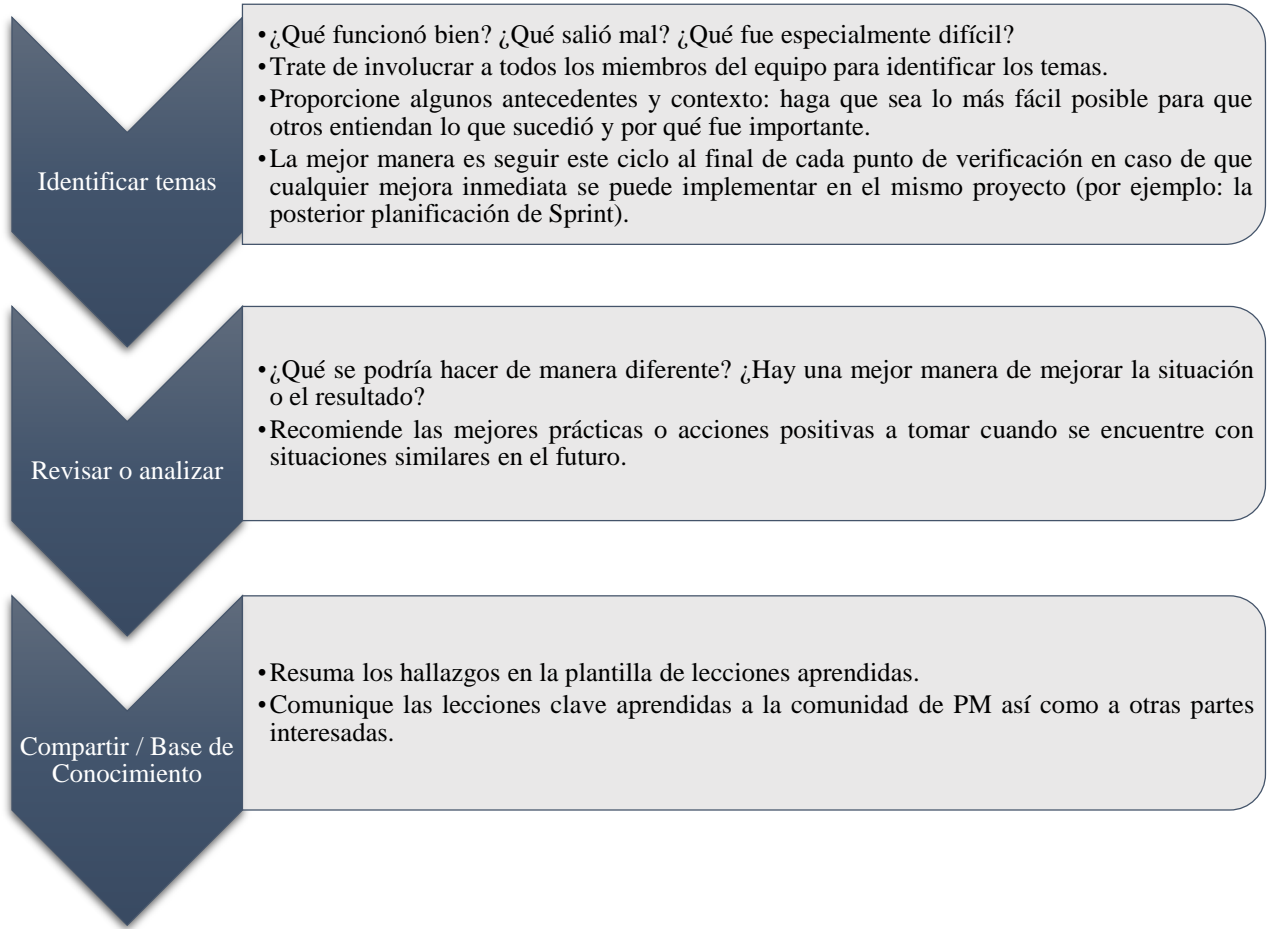 Identificar temas
•¿Qué funcionó bien? ¿Qué salió mal? ¿Qué fue especialmente difícil?
•Trate de involucrar a todos los miembros del equipo para identificar los temas.
•Proporcione algunos antecedentes y contexto: haga que sea lo más fácil posible para que
otros entiendan lo que sucedió y por qué fue importante.
•La mejor manera es seguir este ciclo al final de cada punto de verificación en caso de que
cualquier mejora inmediata se puede implementar en el mismo proyecto (por ejemplo: la
posterior planificación de Sprint).
Revisar o analizar
•¿Qué se podría hacer de manera diferente? ¿Hay una mejor manera de mejorar la situación
o el resultado?
•Recomiende las mejores prácticas o acciones positivas a tomar cuando se encuentre con
situaciones similares en el futuro.
Compartir / Base de
Conocimiento
•Resuma los hallazgos en la plantilla de lecciones aprendidas.
•Comunique las lecciones clave aprendidas a la comunidad de PM así como a otras partes
interesadas.